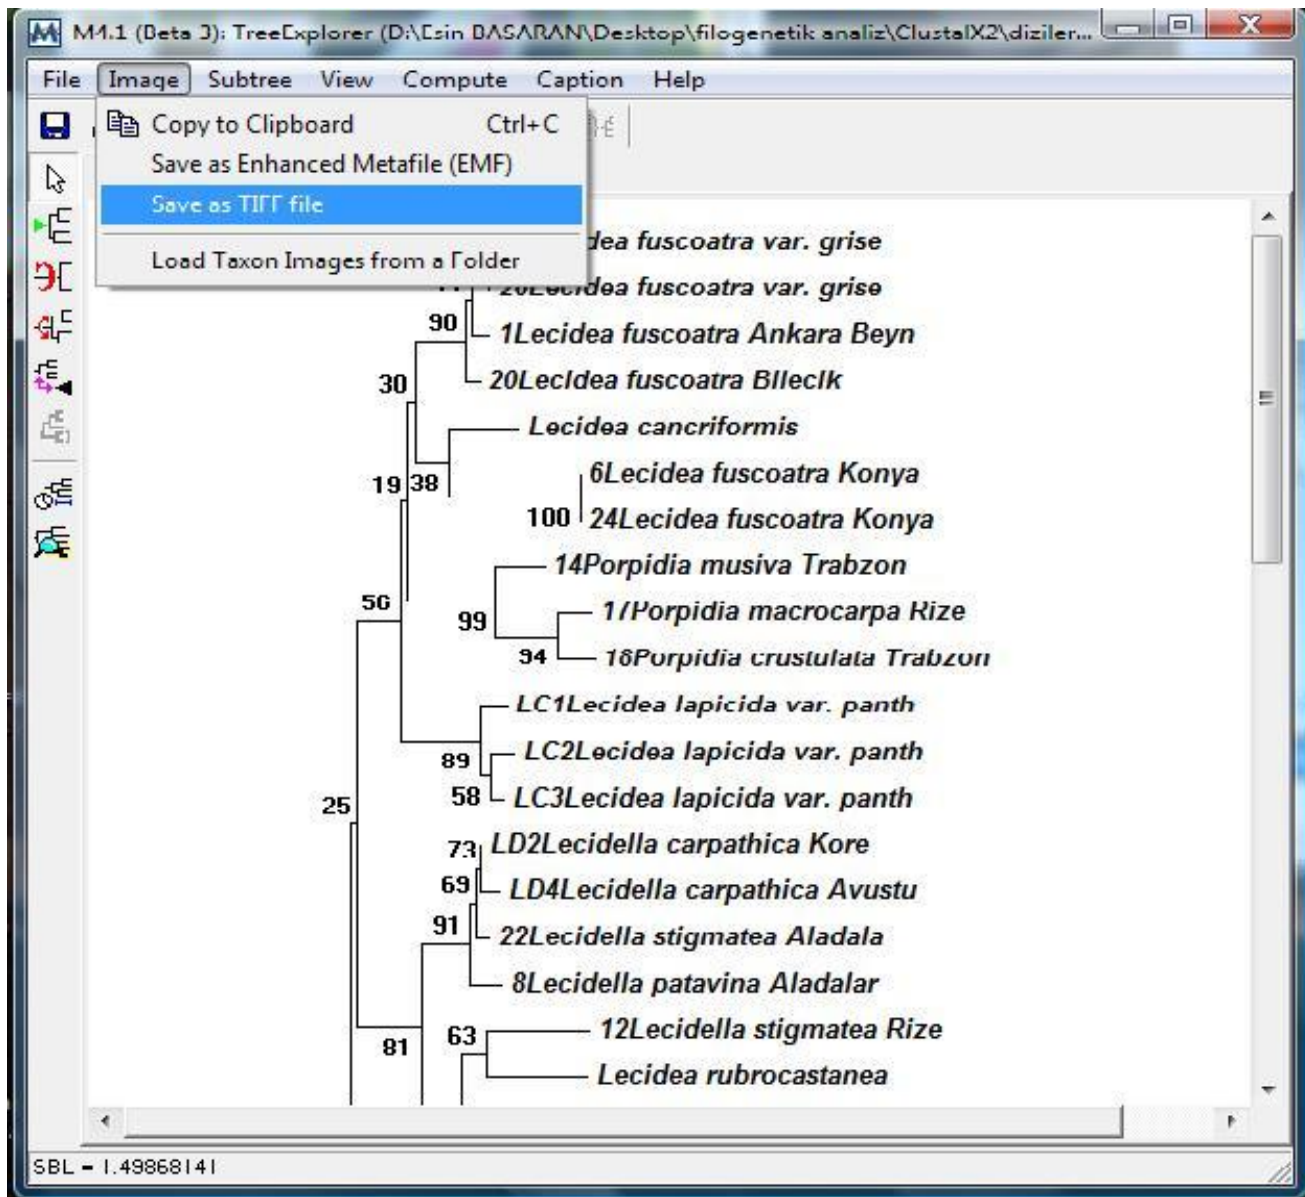 M4.1 (Beta 3): TreeExplorer (D:\Esin BASARAN\Desktop\filogenetik analiz\ClustalX2\diziler...
File Image Subtree View Compute Caption Help
Copy to Clipboard Ctrl+C
Save as Enhanced Metafile (EMF)
Save as TIFF file
Load Taxon Images from a Folder
dea fuscoatra var. grise
Lecidea fuscoatra var. grise
90
1Lecidea fuscoatra Ankara Beyn
20Lecidea fuscoatra Bilecik
30
Lecidea cancriformis
19
38
6Lecidea fuscoatra Konya
100
24Lecidea fuscoatra Konya
14Porpidia musiva Trabzon
56
99
17Porpidia macrocarpa Rize
94
18Porpidia crustulata Trabzon
LC1Lecidea lapicida var. panth
89
LC2Lecidea lapicida var. panth
58
LC3Lecidea lapicida var. panth
25
73
LD2Lecidella carpathica Kore
69
LD4Lecidella carpathica Avustu
91
22Lecidella stigmatea Aladala
8Lecidella patavina Aladalar
81
63
12Lecidella stigmatea Rize
Lecidea rubrocastanea
SBL = 1.49868141